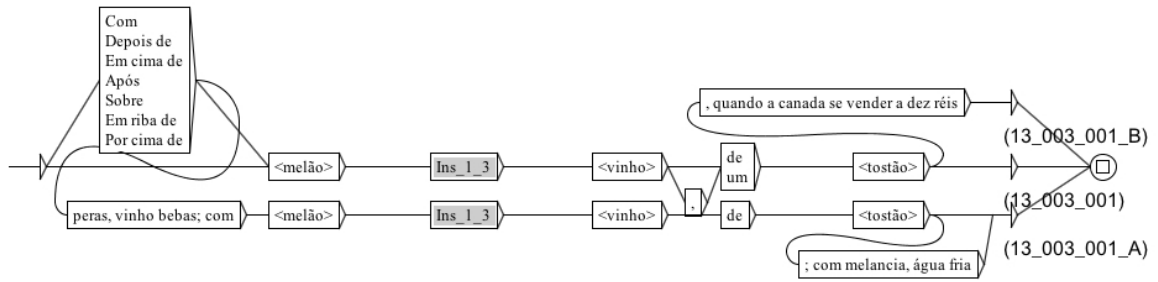 Com
Depois de
Em cima de
Após
Sobre
Em riba de
Por cima de
, quando a canada se vender a dez réis
(13_003_001_B)
<melão>
Ins_1_3
<vinho>
de
um
<tostão>
(13_003_001)
peras, vinho bebas; com
<melão>
Ins_1_3
<vinho>
,
de
<tostão>
(13_003_001_A)
; com melancia, água fria